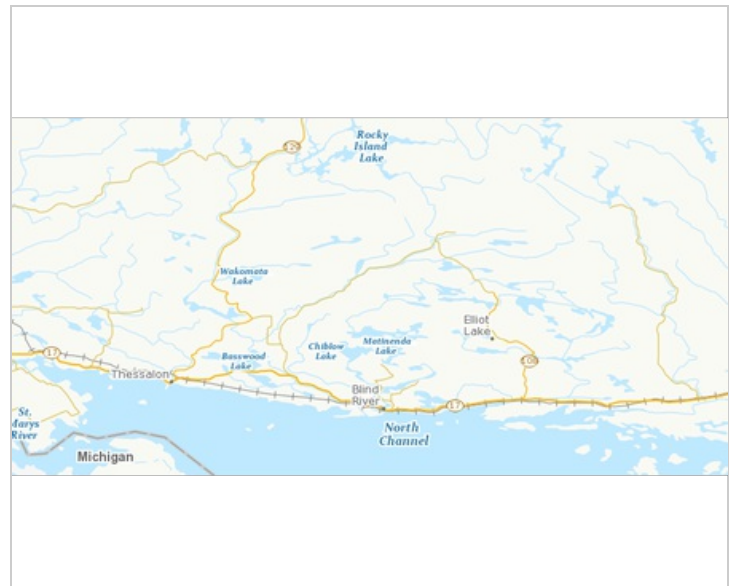 129
Rocky
Island
Lake
Wakomata
Lake
Elliot
Lake
Chiblow
Lake
Matinenda
Lake
17
Basswood
Lake
108
Thessalon
Blind
River
17
St.
Marys
River
North
Channel
Michigan